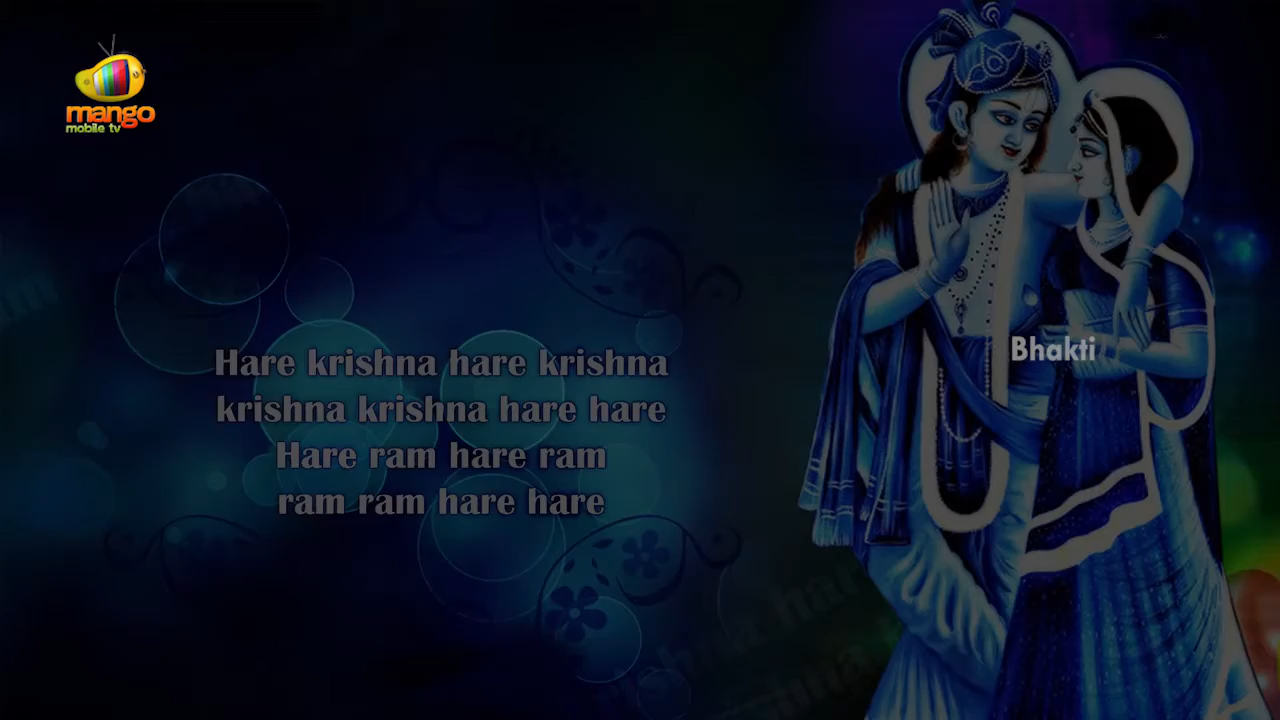 mango
mobile tv
Hare krishna hare krishna
krishna krishna hare hare
Hare ram hare ram
ram ram hare hare
Bhakti